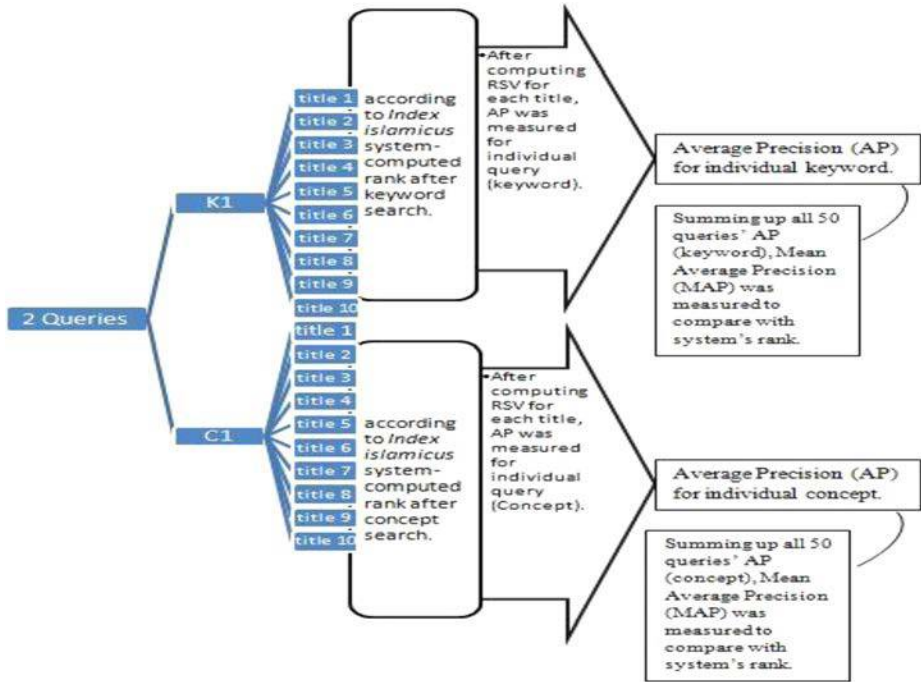 2 Queries
K1
title 1
title 2
title 3
title 4
title 5
title 6
title 7
title 8
title 9
title 10
according
to Index
islamicus
system-
computed
rank after
keyword
search.
•After
computing
RSV for
each title,
AP was
measured
for
individual
query
(keyword).
Average Precision (AP)
for individual keyword.
Summing up all 50
queries' AP
(keyword), Mean
Average Precision
(MAP) was
measured to
compare with
system's rank.
C1
title 1
title 2
title 3
title 4
title 5
title 6
title 7
title 8
title 9
title 10
according
to Index
islamicus
system-
computed
rank after
concept
search.
•After
computing
RSV for
each title,
AP was
measured
for
individual
query
(Concept).
Average Precision (AP)
for individual concept.
Summing up all 50
queries' AP
(concept), Mean
Average Precision
(MAP) was
measured to
compare with
system's rank.